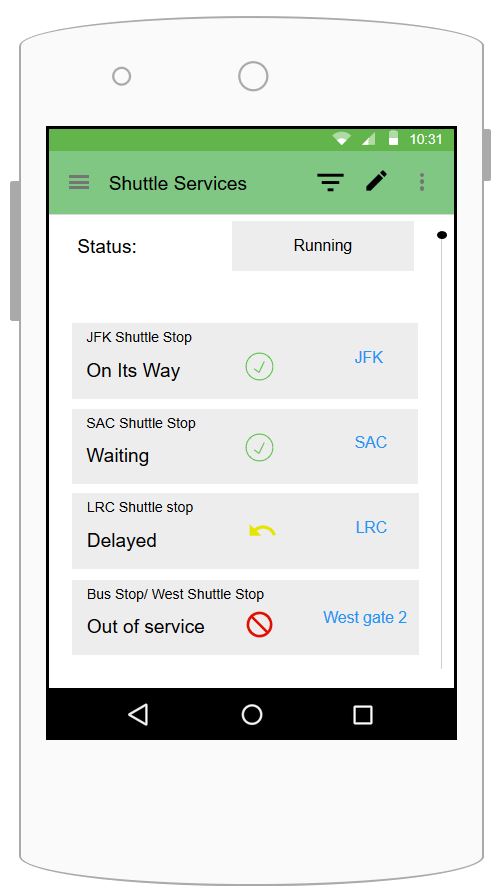 10:31
Shuttle Services
Status:
Running
JFK Shuttle Stop
On Its Way
JFK
SAC Shuttle Stop
Waiting
SAC
LRC Shuttle stop
Delayed
LRC
Bus Stop/ West Shuttle Stop
Out of service
West gate 2